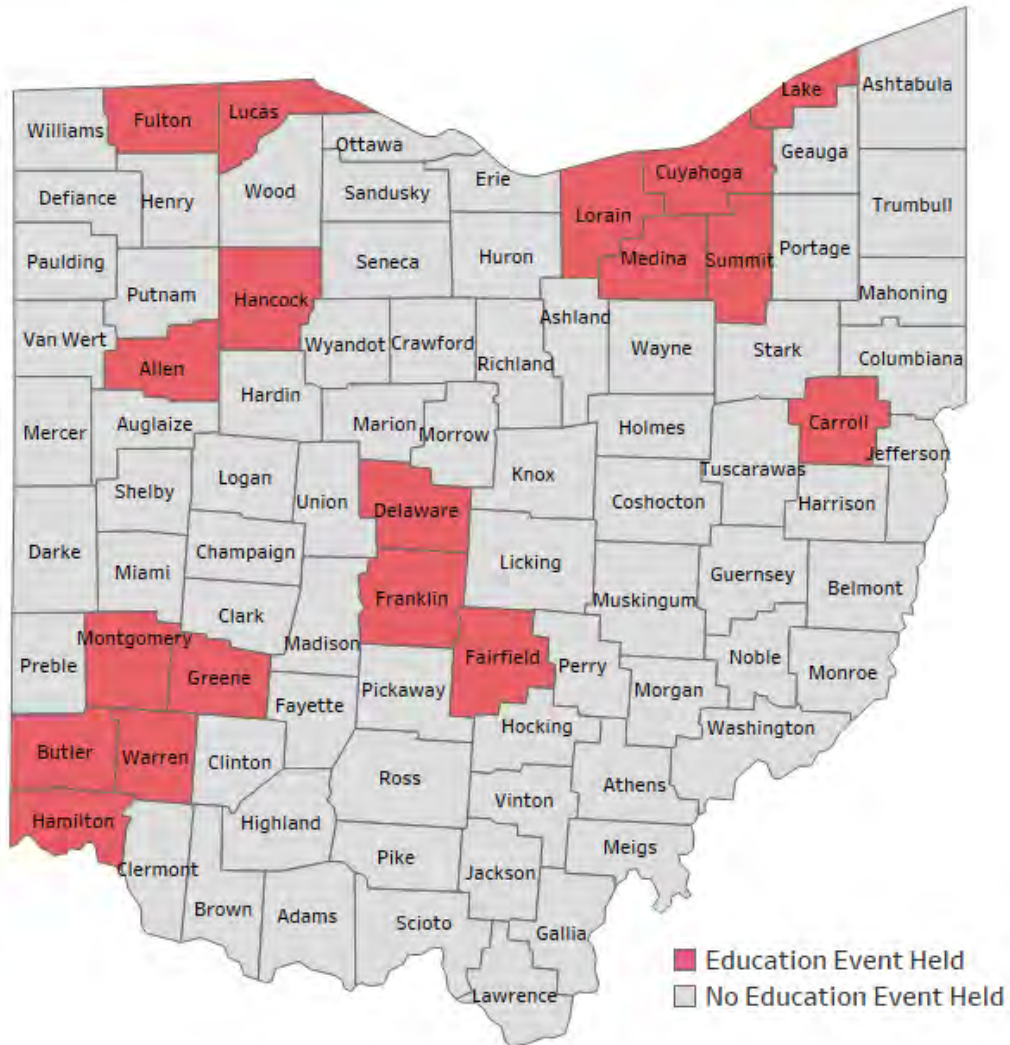 Lake
Ashtabula
Fulton
Lucas
Williams
Ottawa
Geauga
Cuyahoga
Erie
Wood
Sandusky
Defiance
Henry
Trumbull
Lorain
Portage
Huron
Medina
Summit
Seneca
Paulding
Putnam
Hancock
Mahoning
Ashland
Van Wert
Wyandot
Crawford
Wayne
Stark
Columbiana
Richland
Allen
Hardin
Auglaize
Marion
Morrow
Holmes
Carroll
Mercer
Jefferson
Tuscarawas
Knox
Logan
Shelby
Union
Coshocton
Harrison
Delaware
Darke
Champaign
Licking
Miami
Guernsey
Belmont
Franklin
Muskingum
Clark
Montgomery
Madison
Fairfield
Noble
Preble
Perry
Monroe
Greene
Pickaway
Morgan
Fayette
Hocking
Washington
Butler
Warren
Clinton
Ross
Athens
Vinton
Hamilton
Highland
Meigs
Pike
Clermont
Jackson
Brown
Adams
Scioto
Gallia
Lawrence
Education Event Held
No Education Event Held